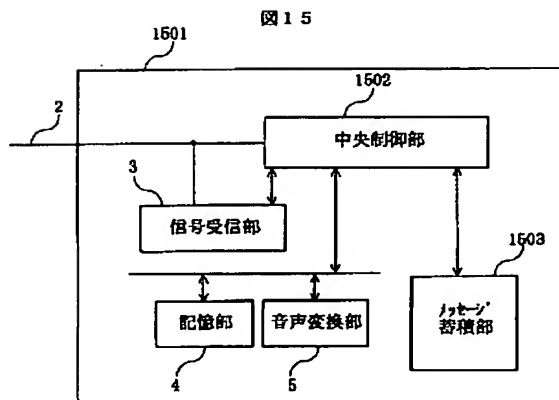 図15
1501
1502
2
中央制御部
3
信号受信部
1503
メッセージ
蓄積部
記憶部
音声変換部
4
5